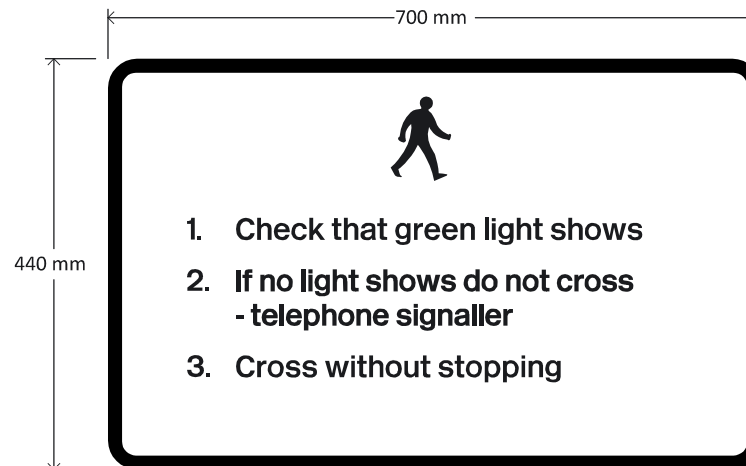 700 mm
440 mm
1. Check that green light shows
2. If no light shows do not cross
- telephone signaller
3. Cross without stopping